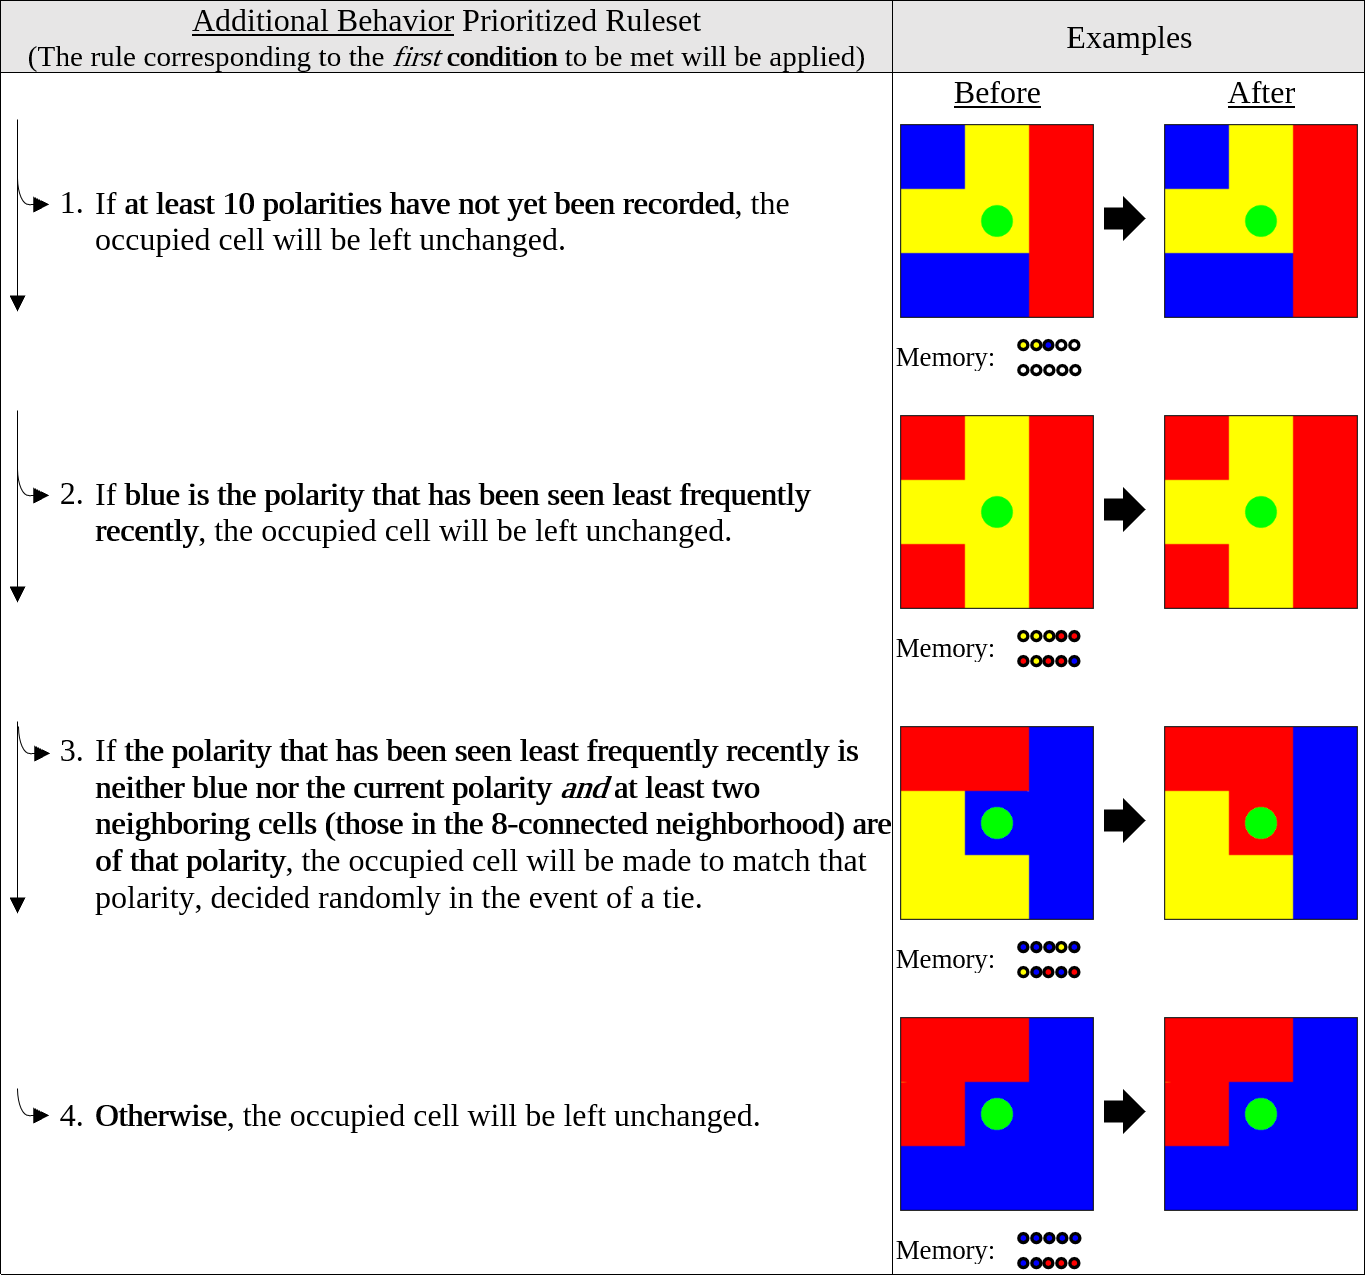 Additional Behavior Prioritized Ruleset
(The rule corresponding to the first condition to be met will be applied)
Examples
Before
After
1. If at least 10 polarities have not yet been recorded, the
occupied cell will be left unchanged.
Memory:
2. If blue is the polarity that has been seen least frequently
recently, the occupied cell will be left unchanged.
Memory:
3. If the polarity that has been seen least frequently recently is
neither blue nor the current polarity and at least two
neighboring cells (those in the 8-connected neighborhood) are
of that polarity, the occupied cell will be made to match that
polarity, decided randomly in the event of a tie.
Memory:
4. Otherwise, the occupied cell will be left unchanged.
Memory: